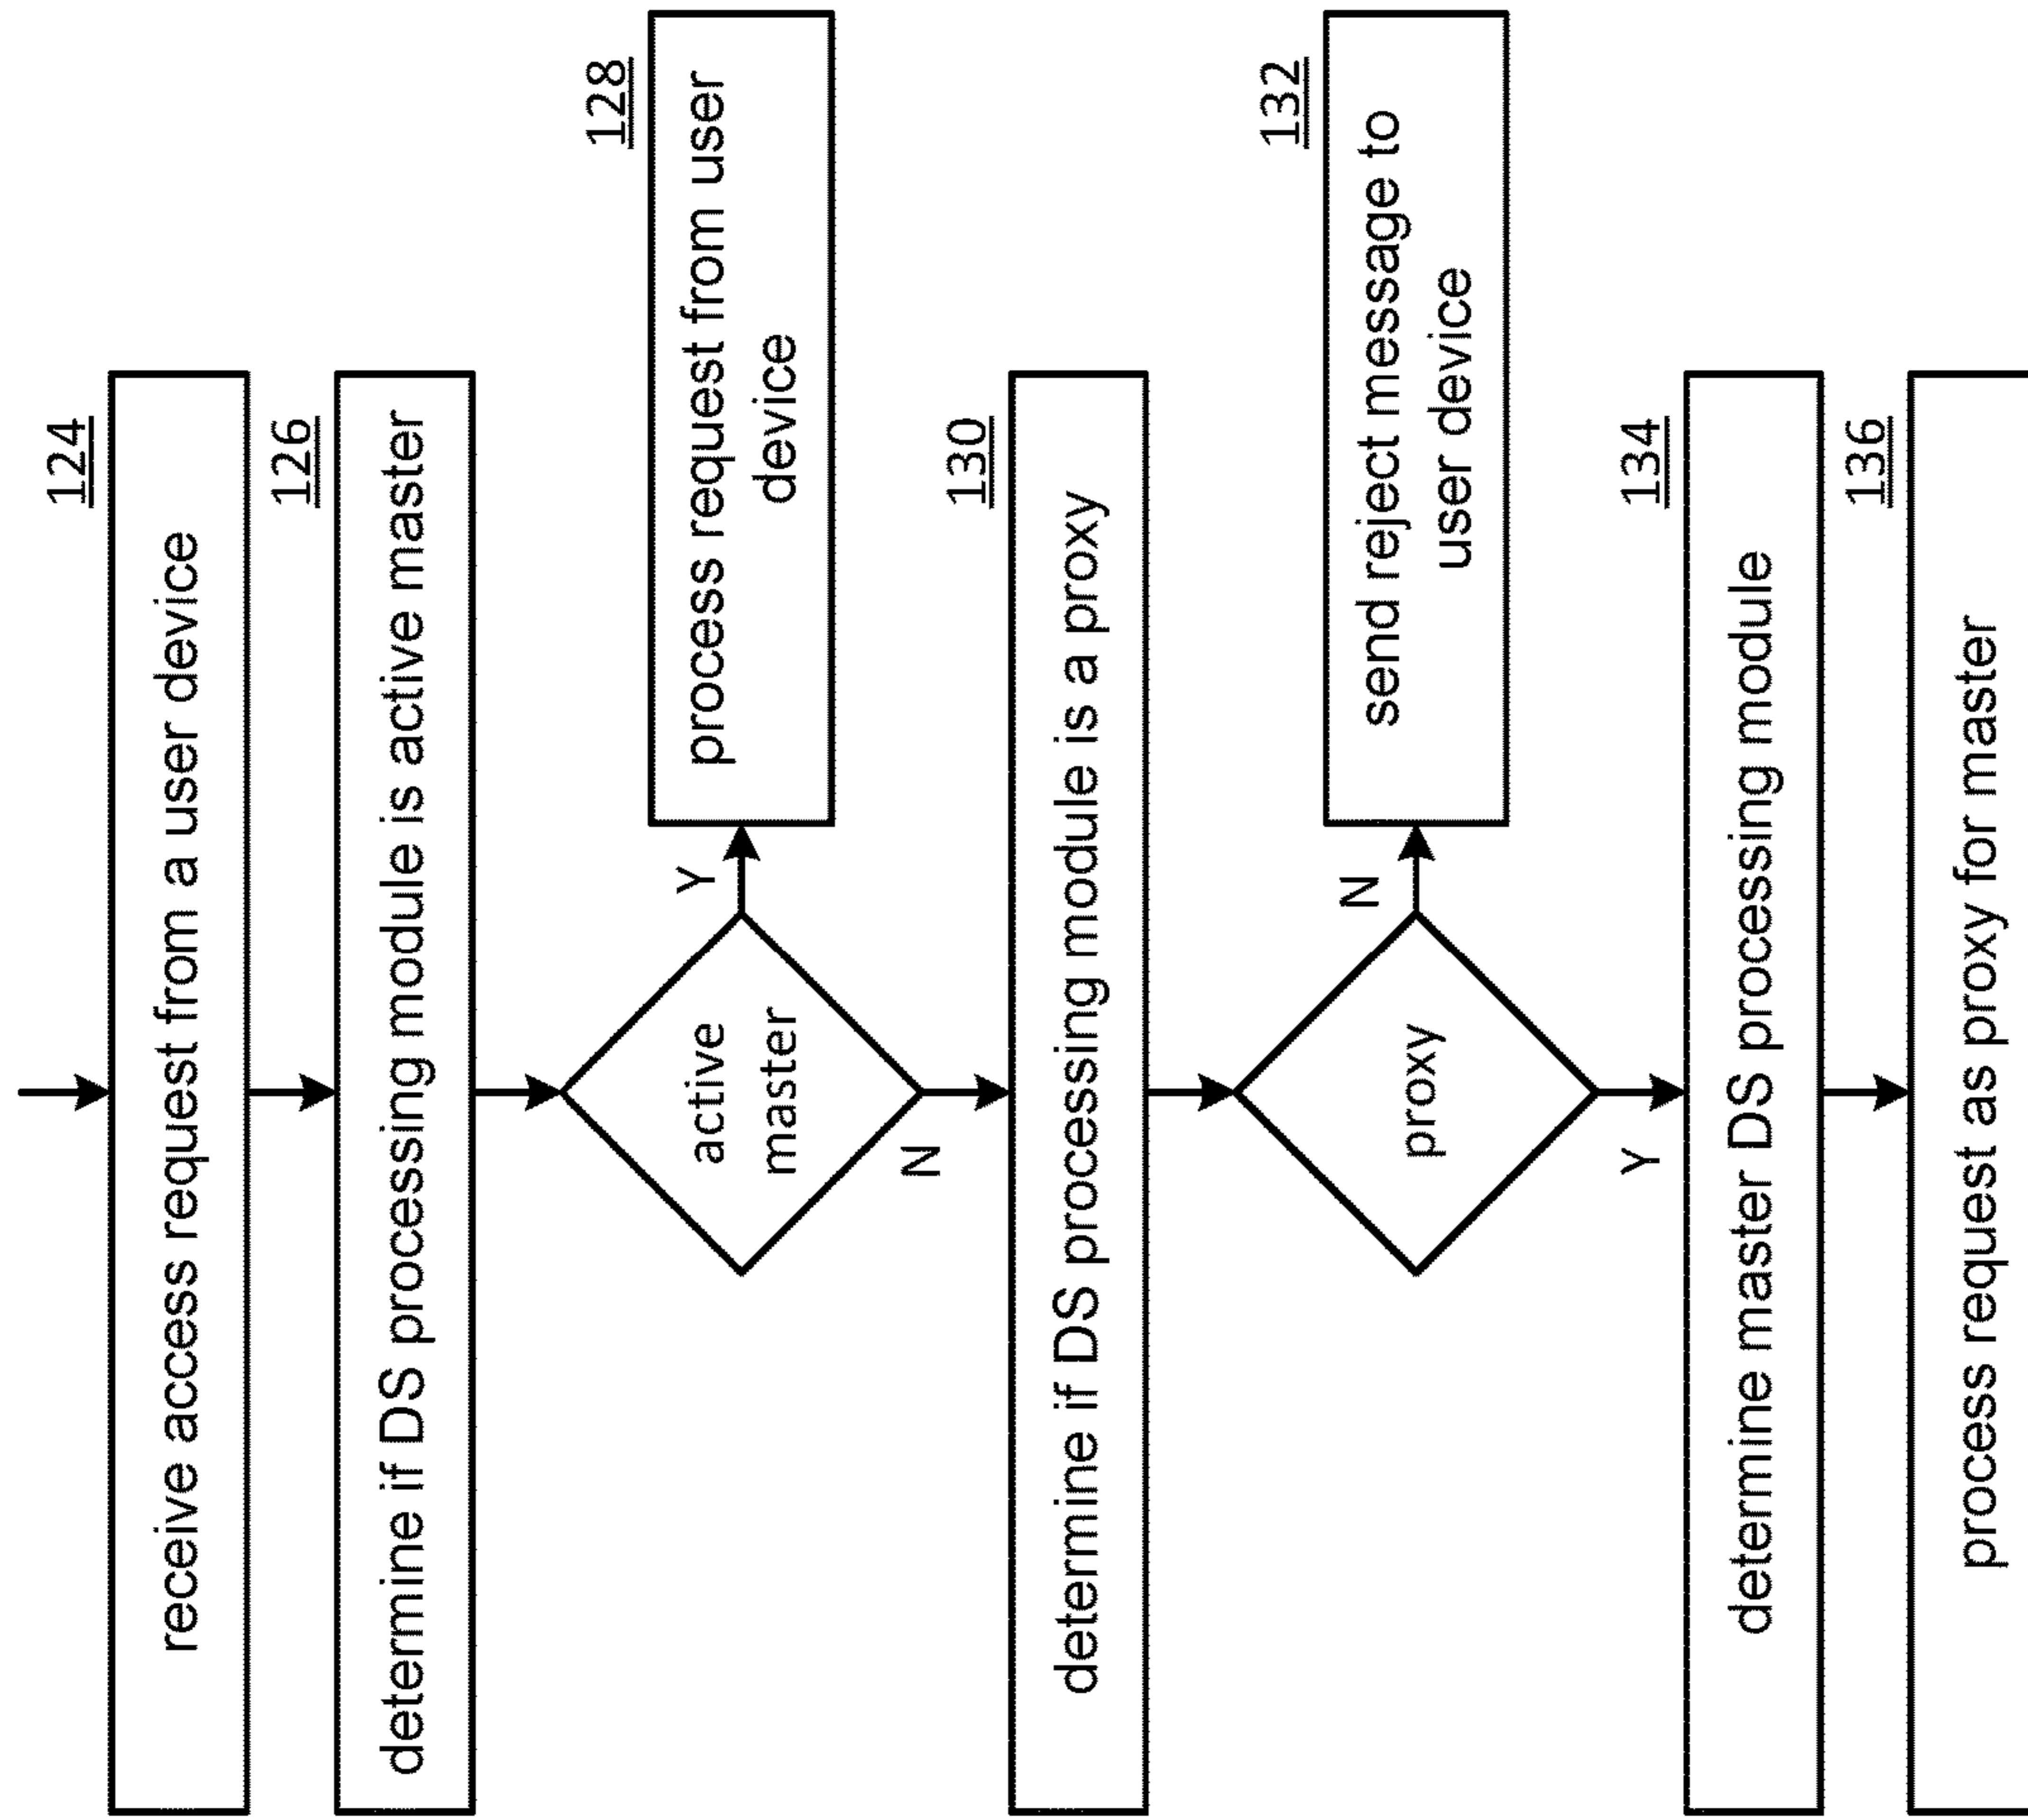 124
receive access request from a user device
126
determine if DS processing module is active master
active
master
Y
N
128
process request from user
device
130
determine if DS processing module is a proxy
proxy
N
Y
132
send reject message to
user device
134
determine master DS processing module
136
process request as proxy for master